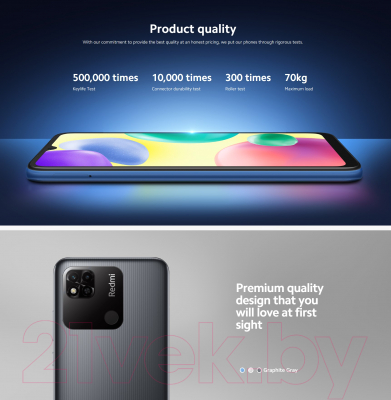 Product quality
With our commitment to provide the best quality at an honest pricing, we put our phones through rigorous tests.
500,000 times
10,000 times
300 times
70kg
Keylife Test
Connector durability test
Roller test
Maximum load
Redmi
Premium quality
design that you
will love at first
sight
Graphite Gray
21vek.by